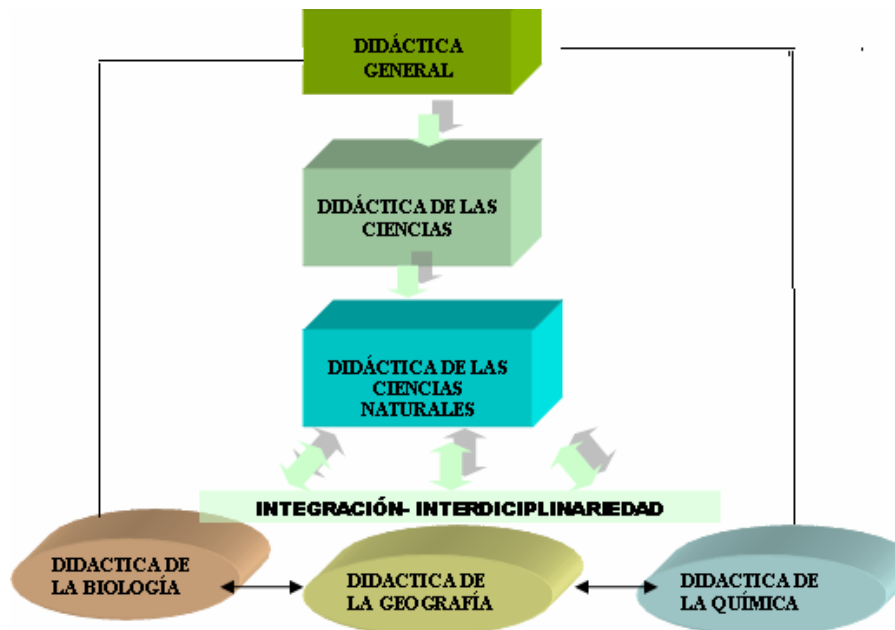 DIDÁCTICA
GENERAL
DIDÁCTICA DE LAS
CIENCIAS
DIDÁCTICA DE LAS
CIENCIAS
NATURALES
INTEGRACIÓN- INTERDICIPLINARIEDAD
DIDACTICA DE
LA BIOLOGÍA
DIDACTICA DE
LA GEOGRAFÍA
DIDACTICA DE
LA QUÍMICA